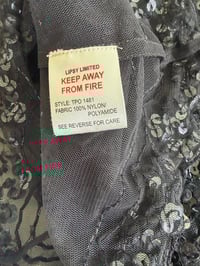 LIPSY LIMITED
KEEP AWAY
FROM FIRE
STYLE: TPO 1481
FABRIC 100% NYLON/
POLYAMIDE
SEE REVERSE FOR CARE.